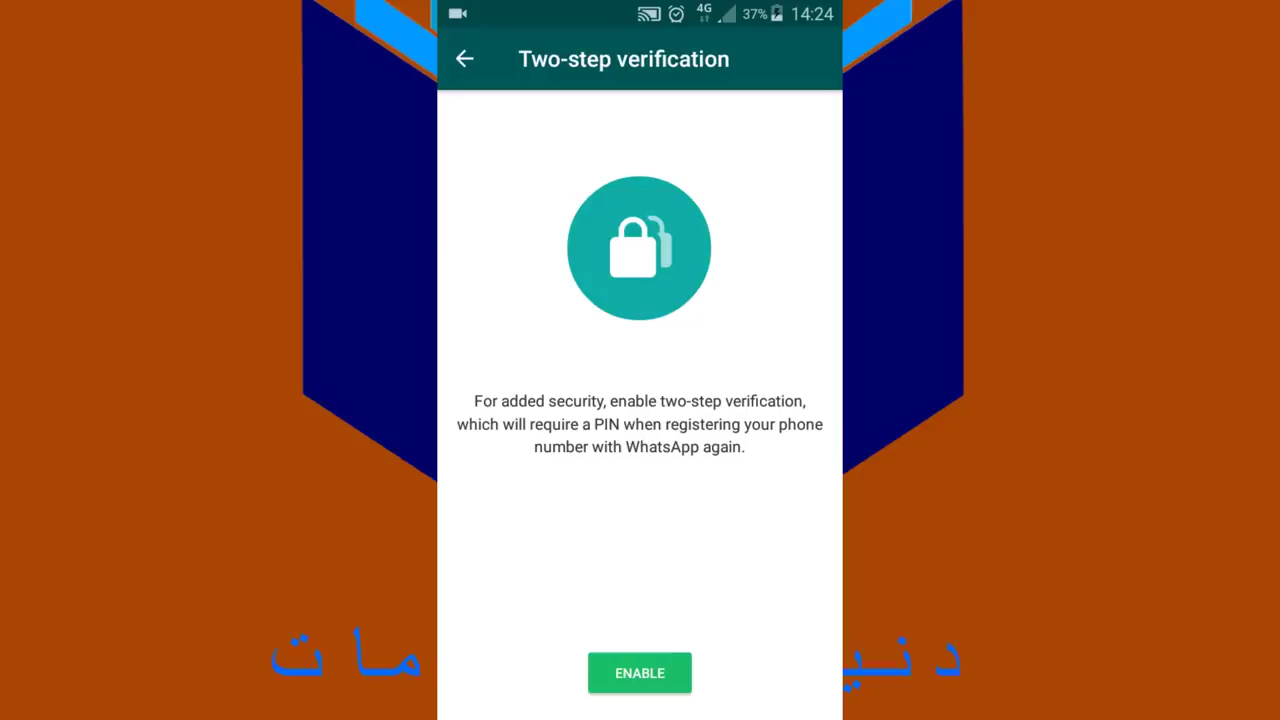 4G 37% 14:24
Two-step verification
For added security, enable two-step verification,
which will require a PIN when registering your phone
number with WhatsApp again.
ENABLE